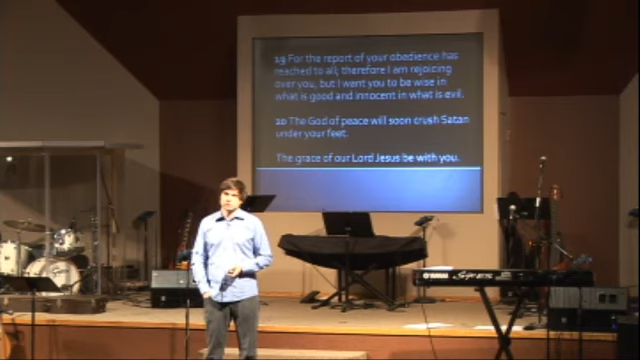 19 For the report of your obedience has
reached to all; therefore I am rejoicing
over you, but I want you to be wise in
what is good and innocent in what is evil.
20 The God of peace will soon crush Satan
under your feet.
The grace of our Lord Jesus be with you.
YAMAHA